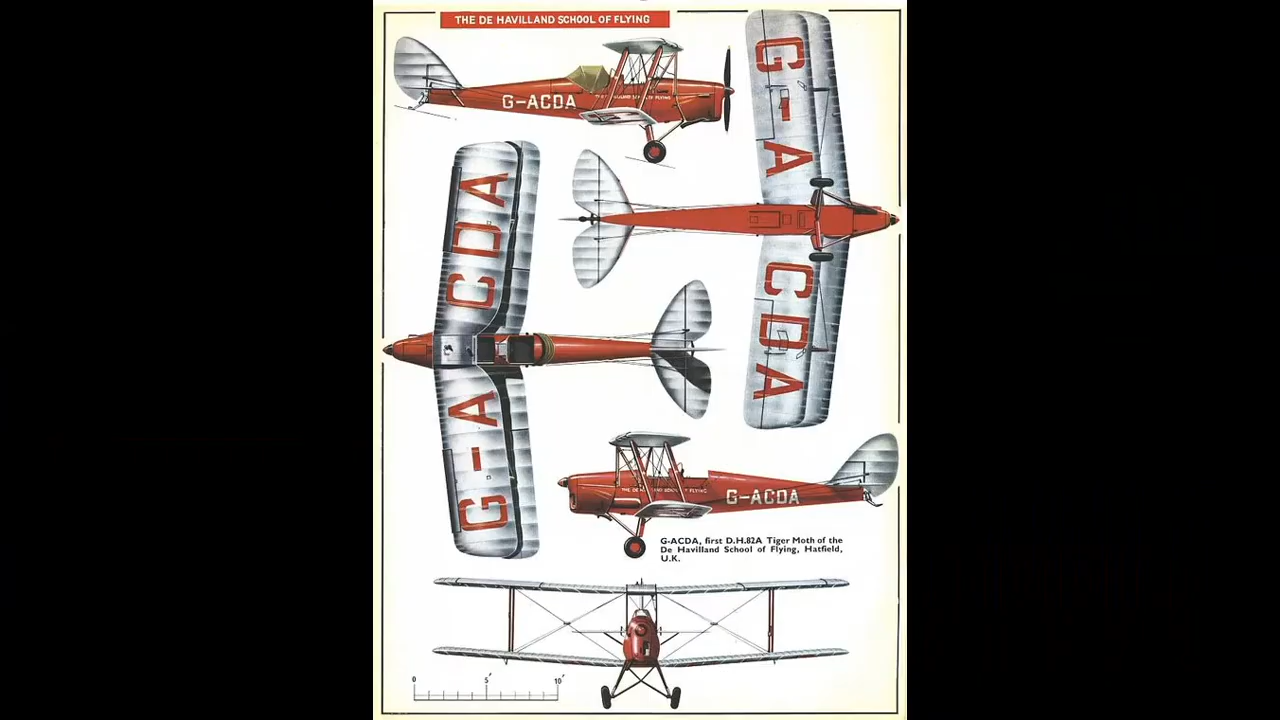 THE DE HAVILLAND SCHOOL OF FLYING
G-ACDA
G-ACDA
G-ACDA
G-ACDA
G-ACDA, first D.H.82A Tiger Moth of the
De Havilland School of Flying, Hatfield,
U.K.
0 5' 10'